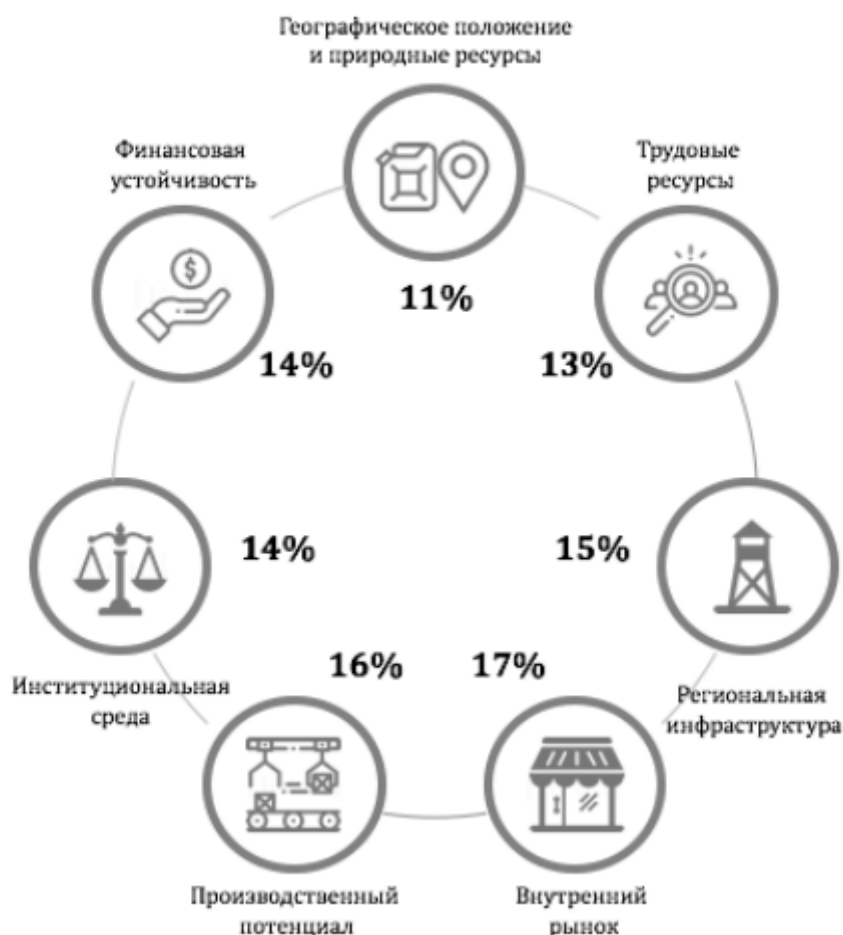 Географическое положение
и природные ресурсы
11%
Трудовые
ресурсы
13%
Региональная
инфраструктура
15%
Внутренний
рынок
17%
Производственный
потенциал
16%
Институциональная
среда
14%
Финансовая
устойчивость
$
14%